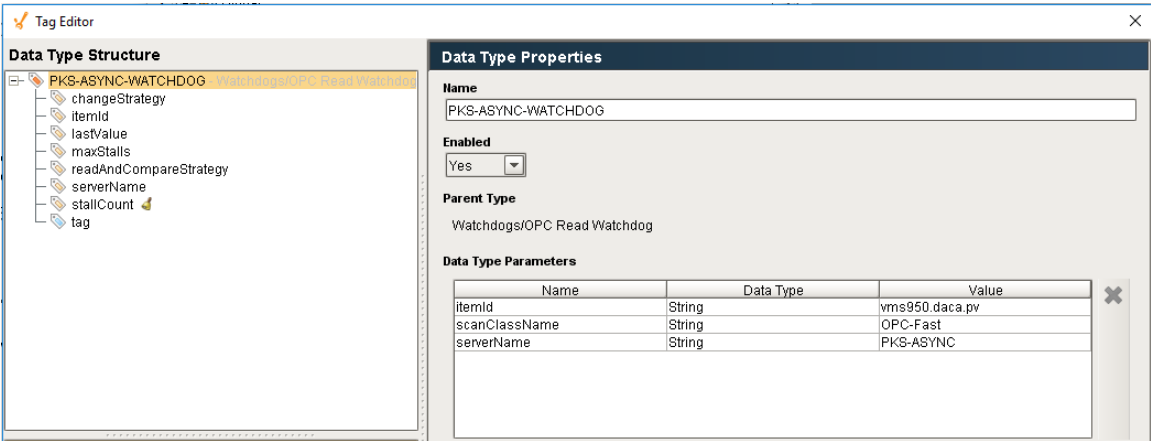 Tag Editor
Data Type Structure
PKS-ASYNC-WATCHDOG - Watchdogs/OPC Read Watchdog
changeStrategy
itemId
lastValue
maxStalls
readAndCompareStrategy
serverName
stallCount
tag
Data Type Properties
Name
PKS-ASYNC-WATCHDOG
Enabled
Yes
Parent Type
Watchdogs/OPC Read Watchdog
Data Type Parameters
Name Data Type Value
itemId String vms950.daca.pv
scanClassName String OPC-Fast
serverName String PKS-ASYNC